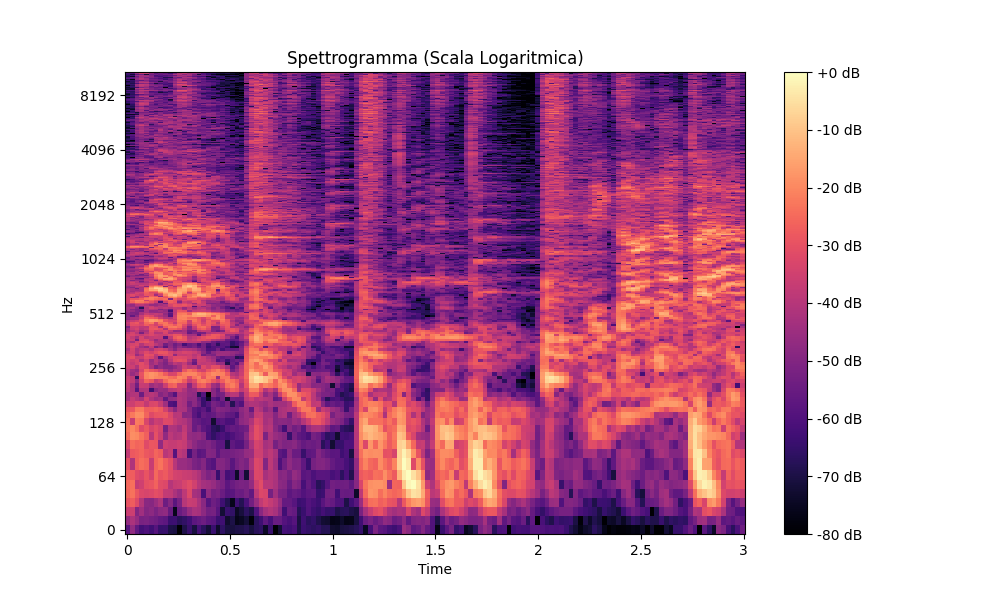 Spettrogramma (Scala Logaritmica)
8192
4096
2048
1024
512
256
128
64
0
Hz
0
0.5
1
1.5
2
2.5
3
Time
+0 dB
-10 dB
-20 dB
-30 dB
-40 dB
-50 dB
-60 dB
-70 dB
-80 dB